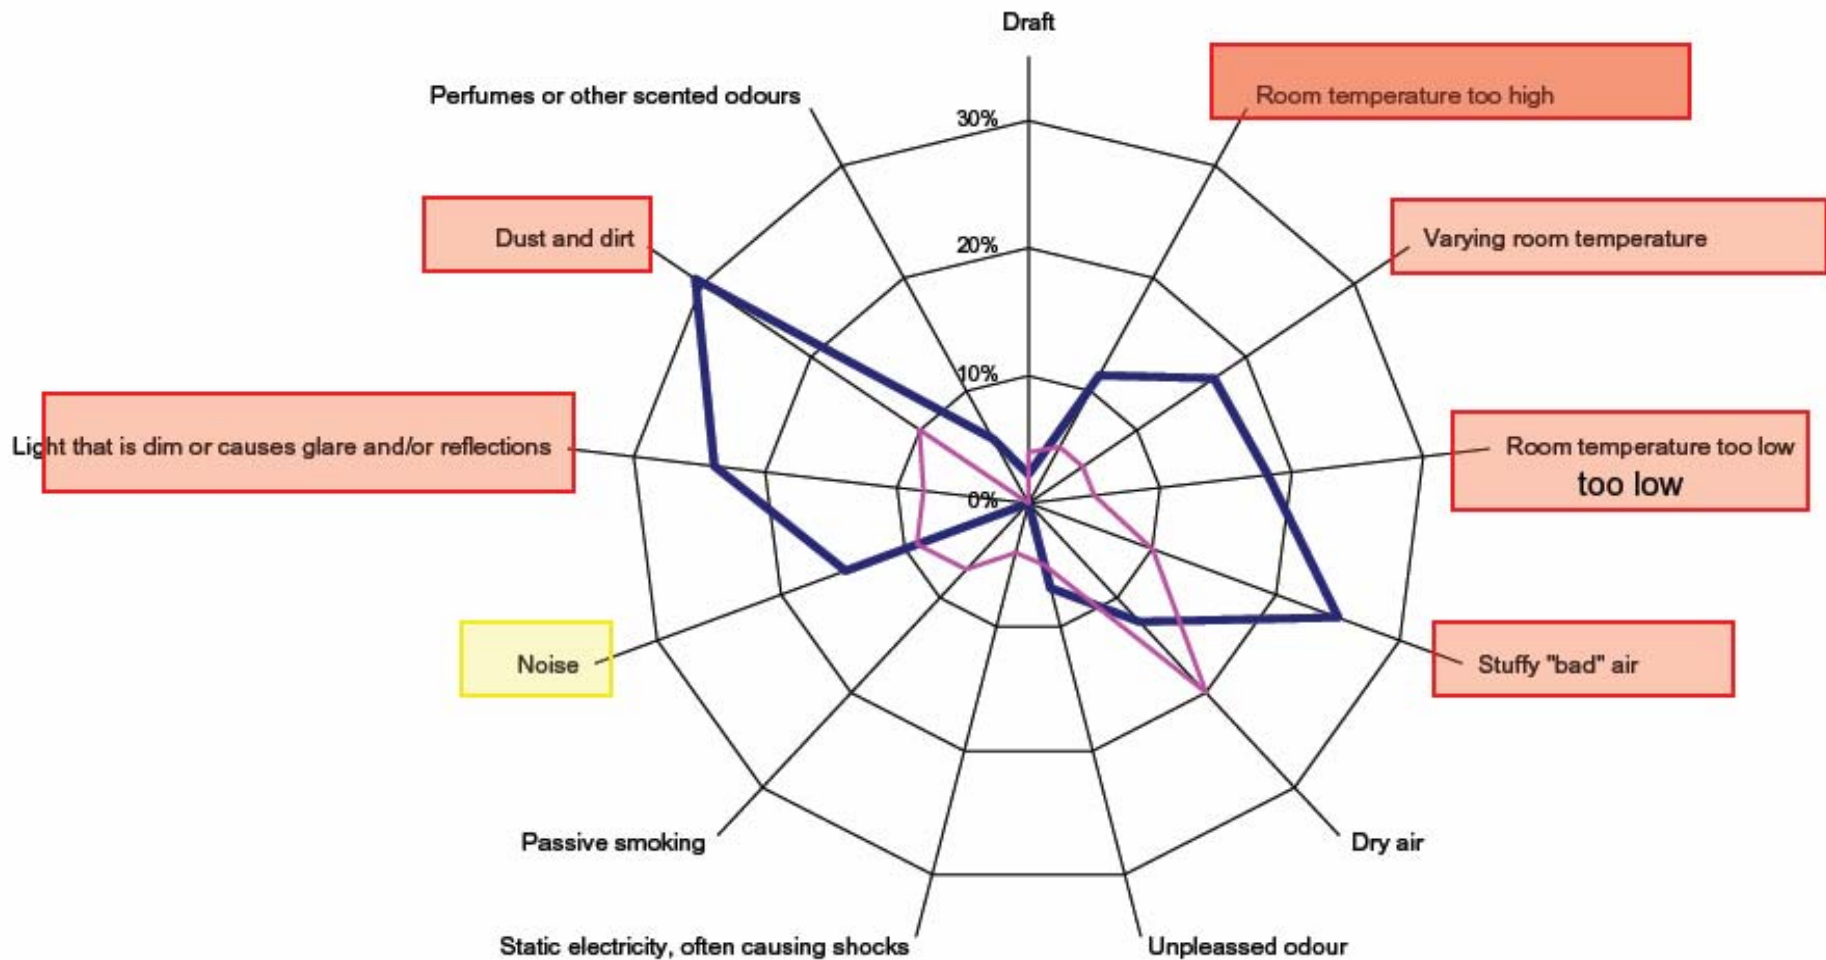 Draft
Perfumes or other scented odours
Room temperature too high
30%
Dust and dirt
Varying room temperature
20%
10%
Light that is dim or causes glare and/or reflections
Room temperature too low
too low
0%
Noise
Stuffy "bad" air
Passive smoking
Dry air
Static electricity, often causing shocks
Unpleassed odour